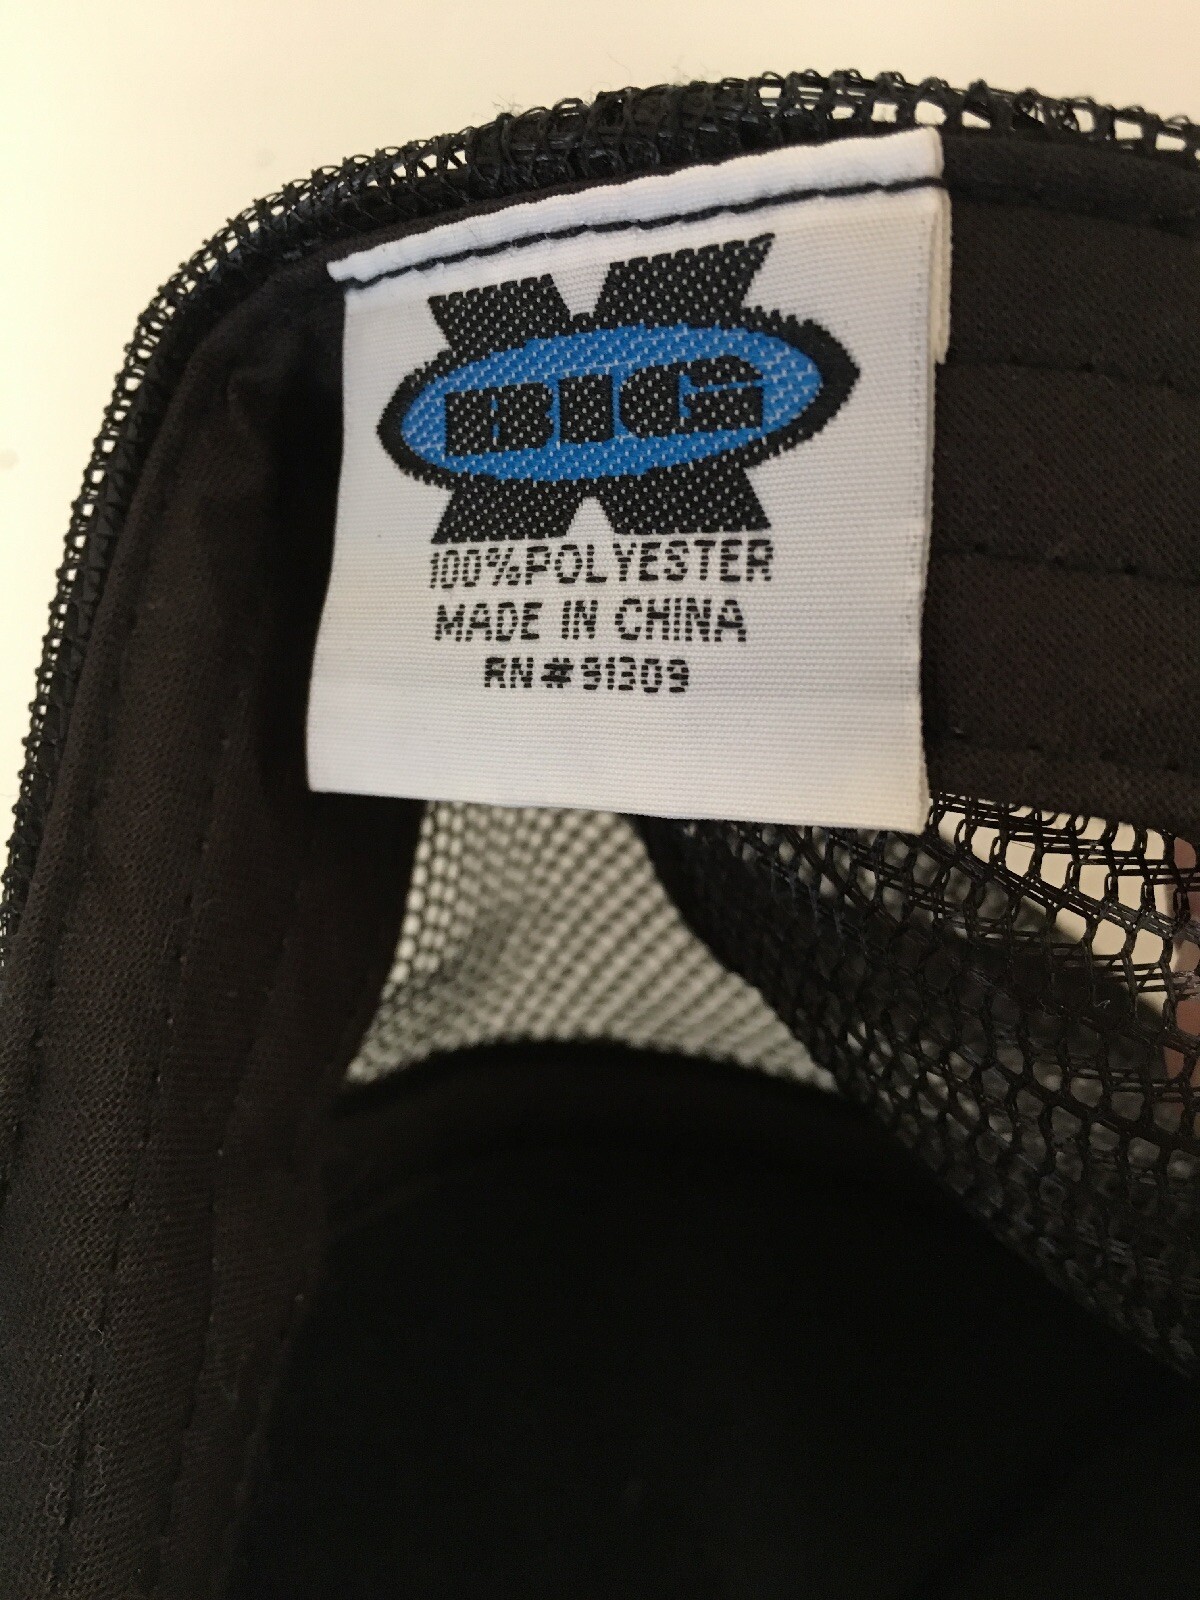 BIG
100%POLYESTER
MADE IN CHINA
RN#91309